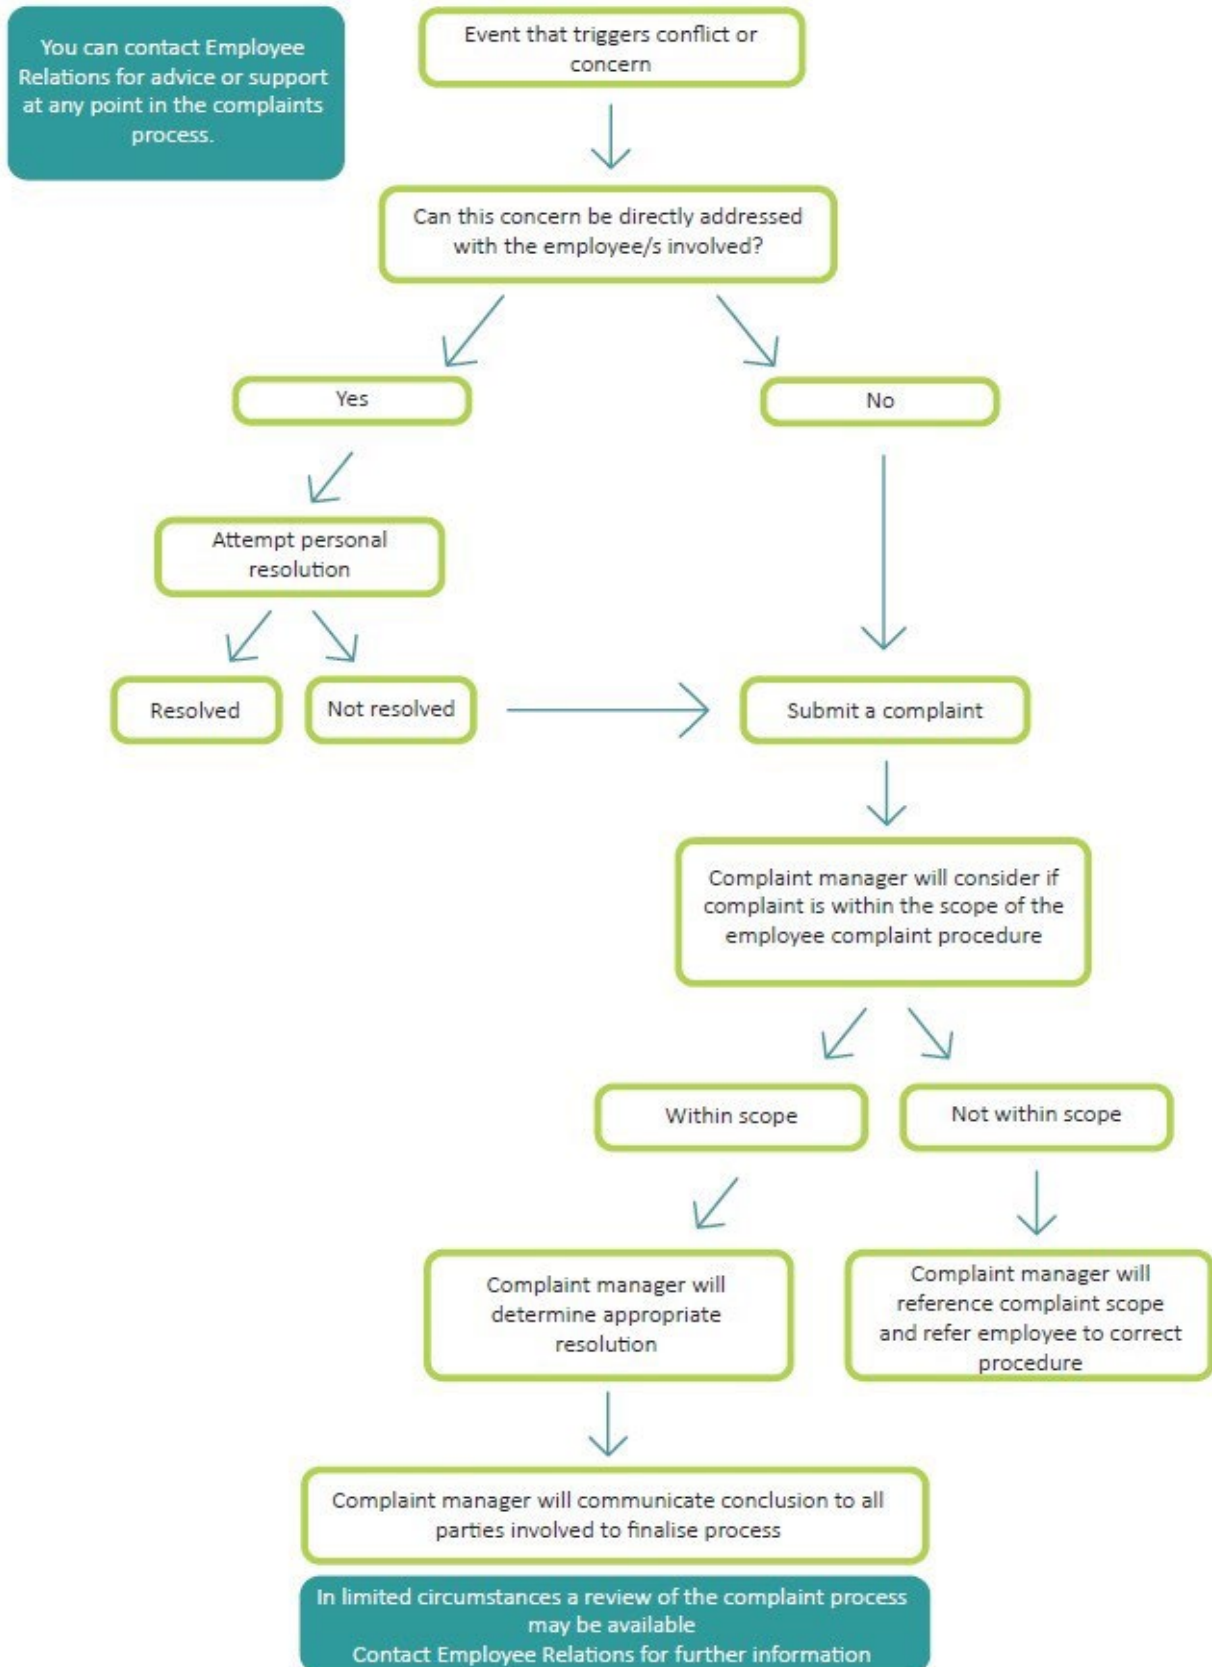 You can contact Employee
Relations for advice or support
at any point in the complaints
process.
Event that triggers conflict or
concern
Can this concern be directly addressed
with the employee/s involved?
Yes
No
Attempt personal
resolution
Resolved
Not resolved
Submit a complaint
Complaint manager will consider if
complaint is within the scope of the
employee complaint procedure
Within scope
Not within scope
Complaint manager will
determine appropriate
resolution
Complaint manager will
reference complaint scope
and refer employee to correct
procedure
Complaint manager will communicate conclusion to all
parties involved to finalise process
In limited circumstances a review of the complaint process
may be available
Contact Employee Relations for further information